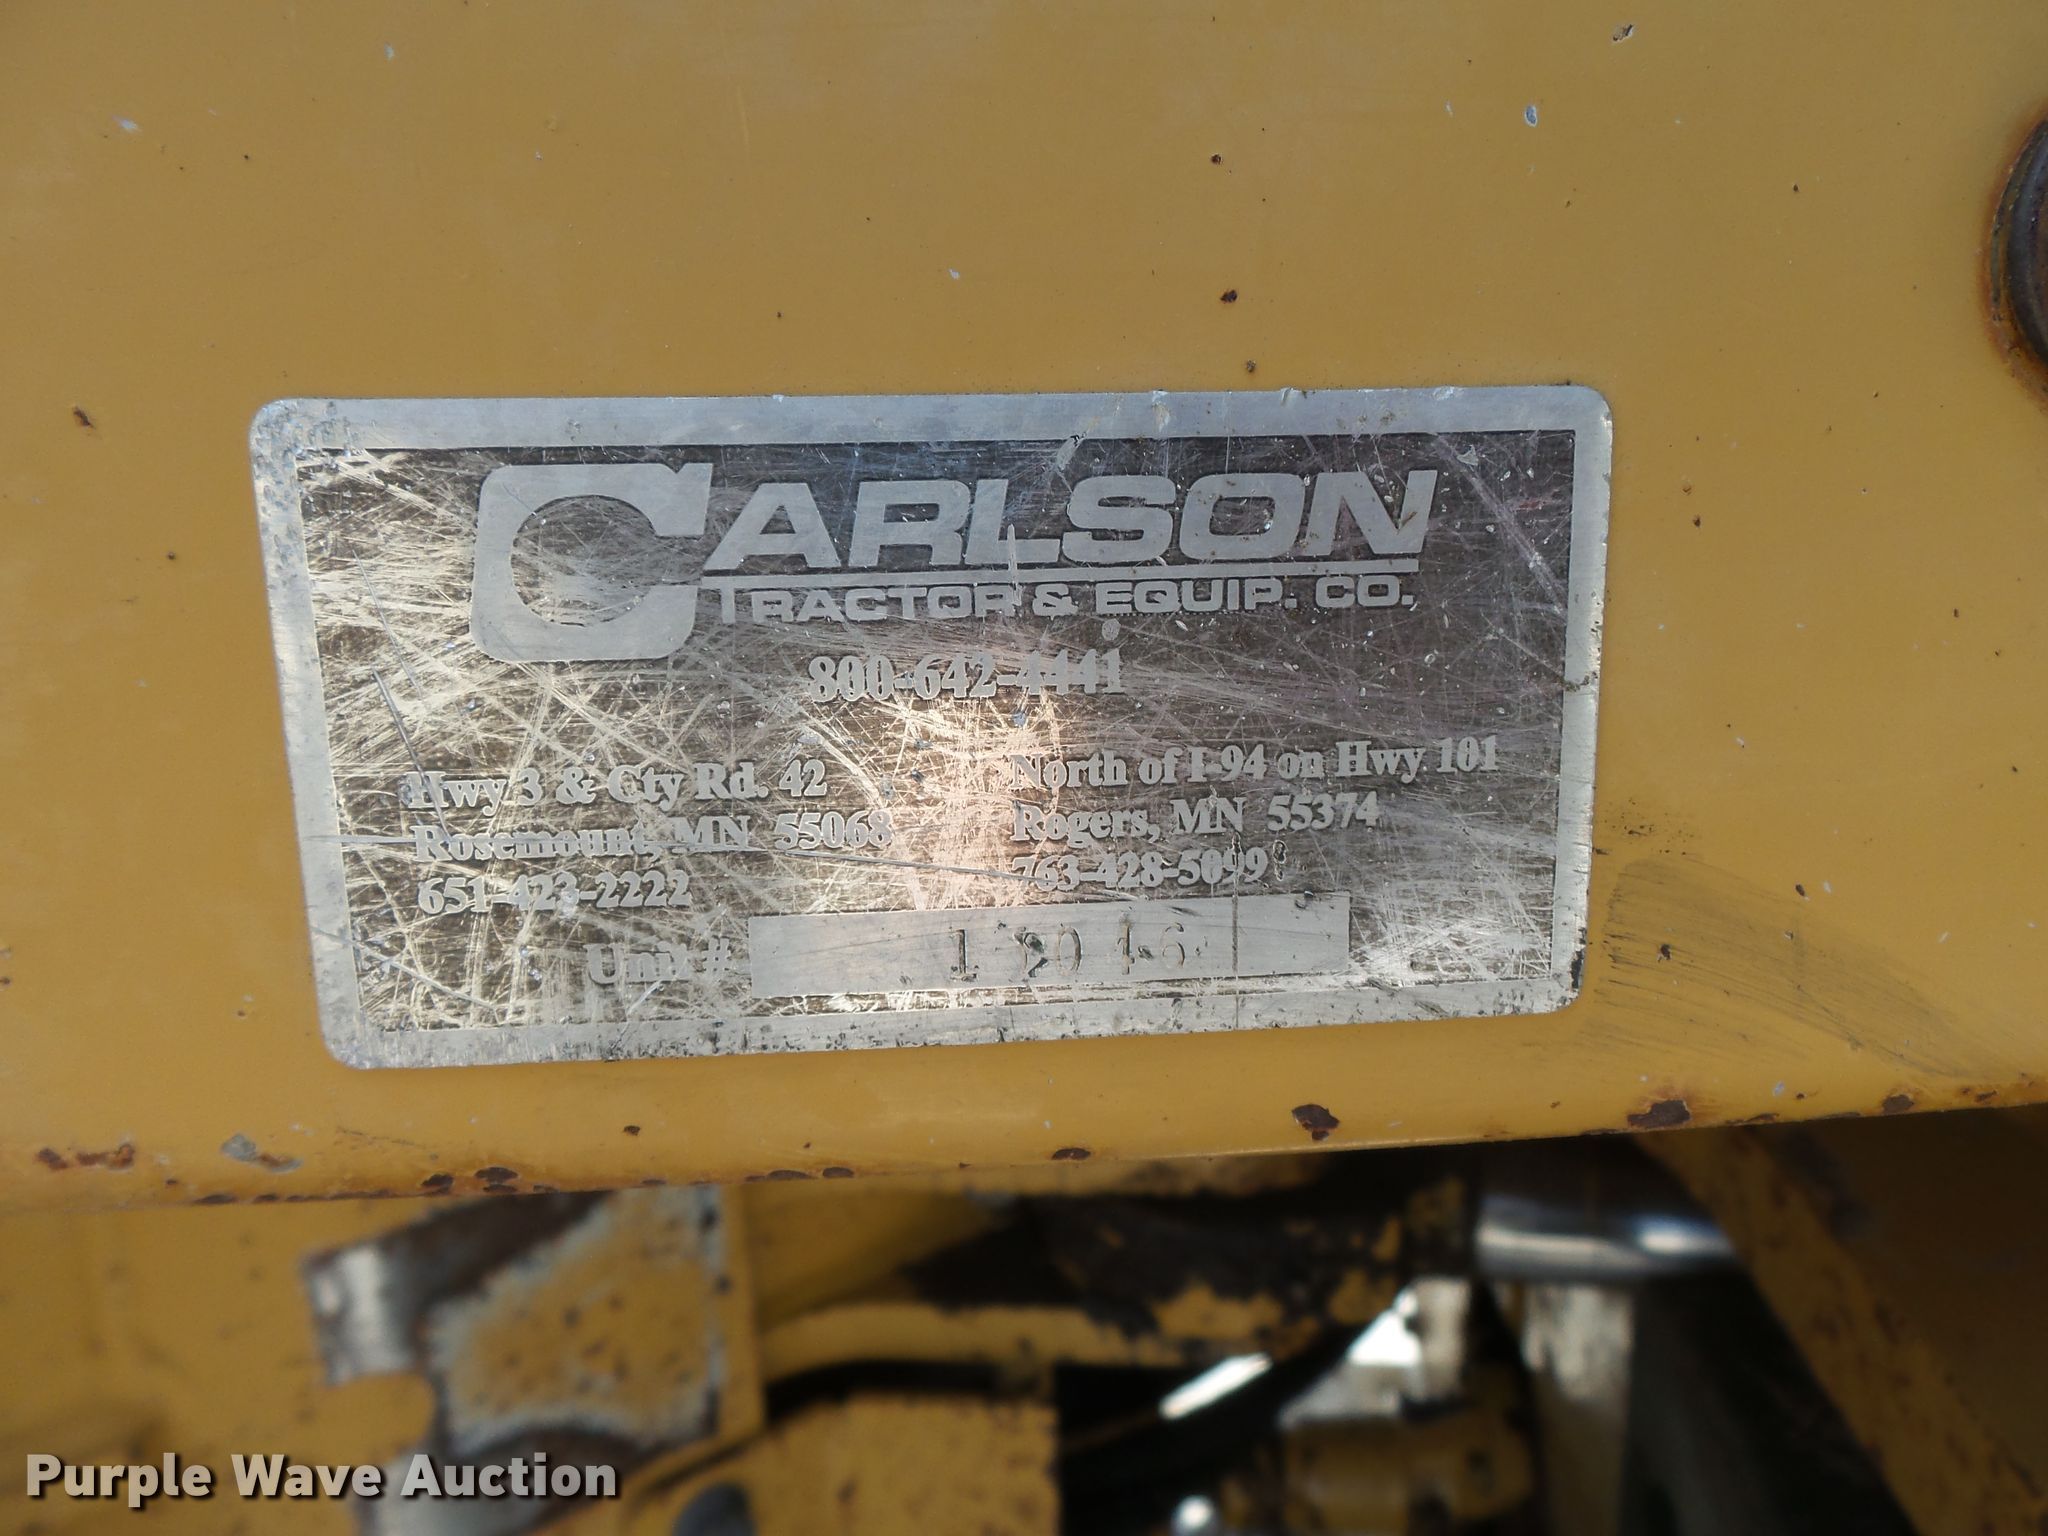 CARLSON
TRACTOR & EQUIP. CO.
800-642-4441
Hwy 3 & Cty Rd. 42
Rosemount, MN 55068
651-423-2222
North of I-94 on Hwy 101
Rogers, MN 55374
763-428-5099
Unit #
Purple Wave Auction